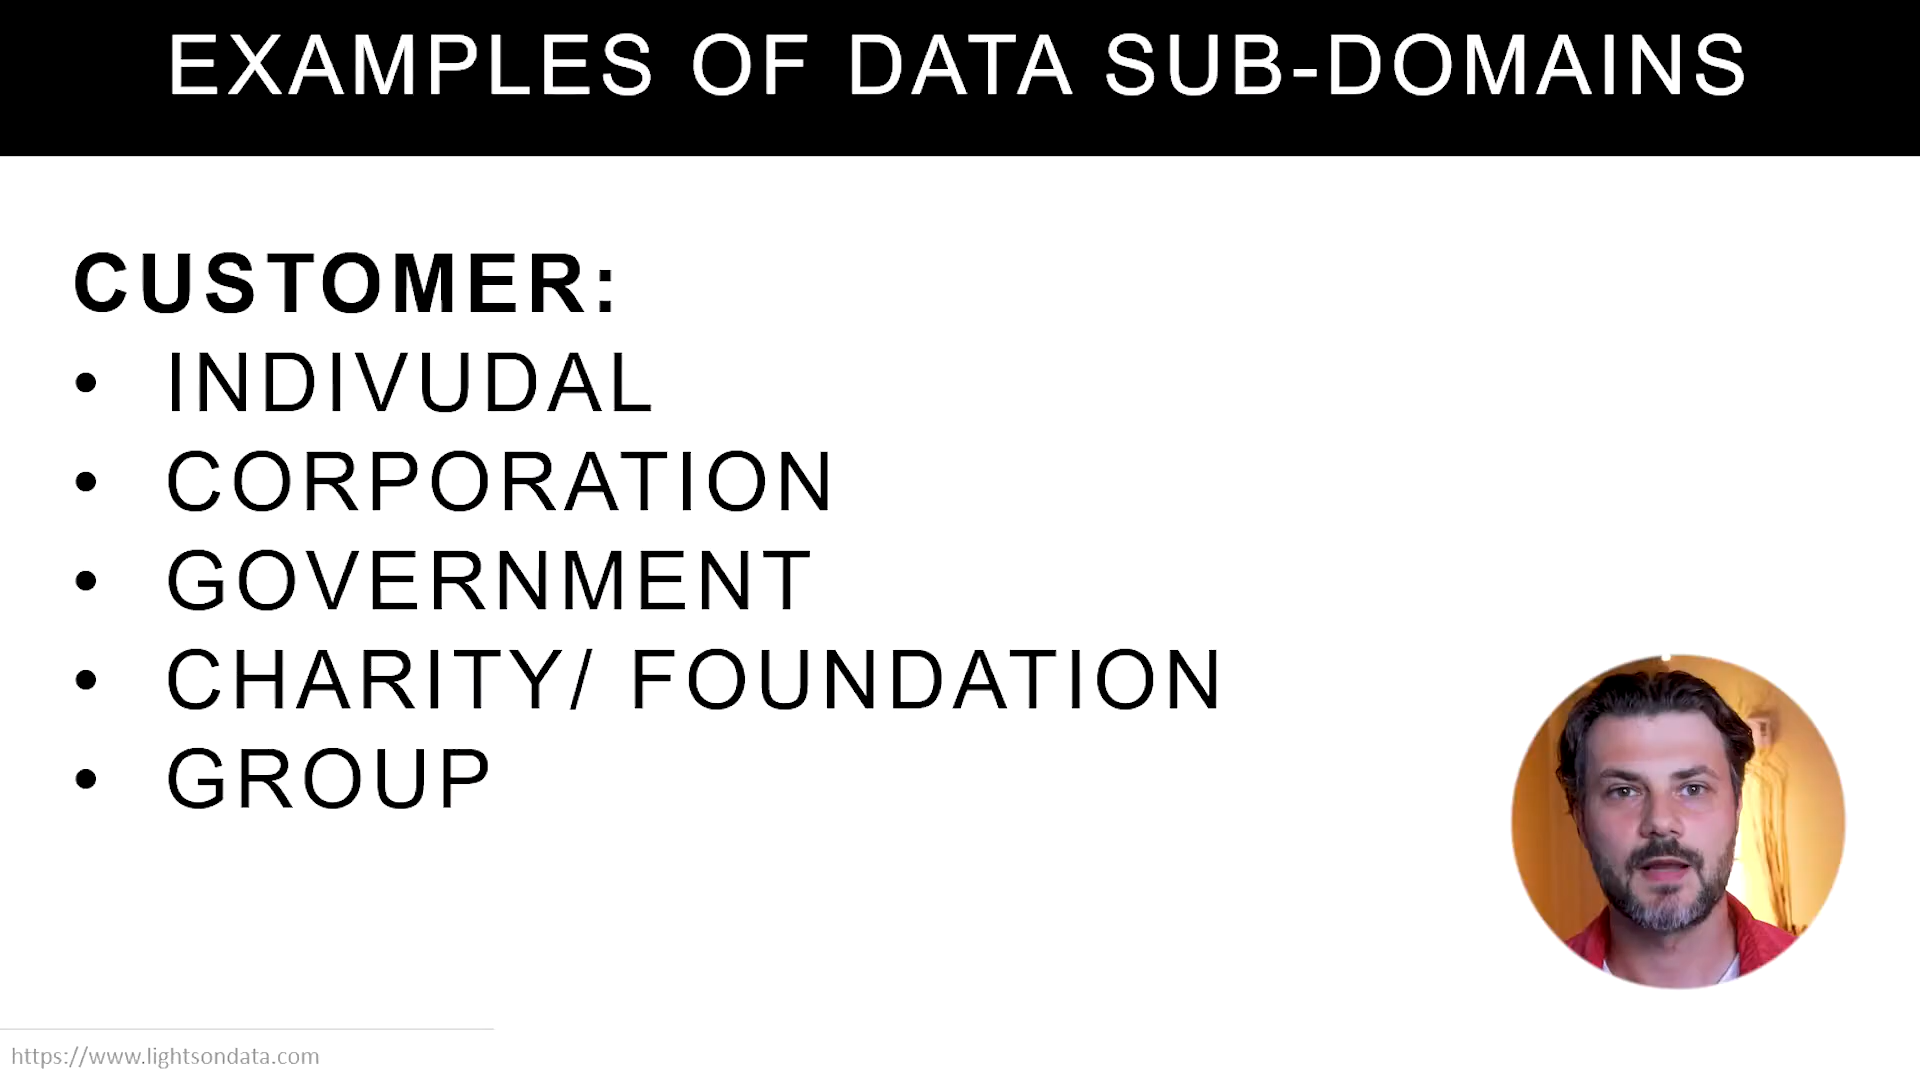 EXAMPLES OF DATA SUB-DOMAINS
CUSTOMER:
• INDIVUDAL
• CORPORATION
• GOVERNMENT
• CHARITY/ FOUNDATION
• GROUP
https://www.lightsondata.com